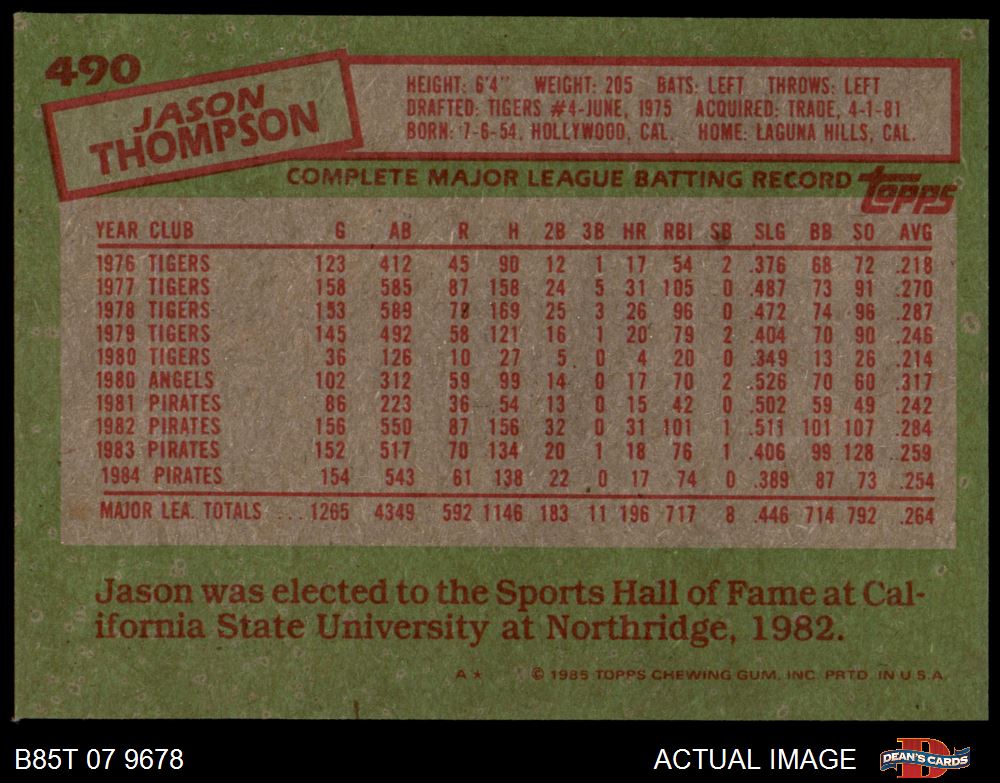 490
JASON
THOMPSON
HEIGHT: 6'4" WEIGHT: 205 BATS: LEFT THROWS: LEFT
DRAFTED: TIGERS #4-JUNE, 1975 ACQUIRED: TRADE, 4-1-81
BORN: 7-6-54, HOLLYWOOD, CAL. HOME: LAGUNA HILLS, CAL.
COMPLETE MAJOR LEAGUE BATTING RECORD topps
YEAR CLUB G AB R H 2B 3B HR RBI SB SLG BB SO AVG
1976 TIGERS 123 412 45 90 12 1 17 54 2 .376 68 72 .218
1977 TIGERS 158 585 87 158 24 5 31 105 0 .487 73 91 .270
1978 TIGERS 153 589 78 169 25 3 26 96 0 .472 74 96 .287
1979 TIGERS 145 492 58 121 16 1 20 79 2 .404 70 90 .246
1980 TIGERS 36 126 10 27 5 0 4 20 0 .349 13 26 .214
1980 ANGELS 102 312 59 99 14 0 17 70 2 .526 70 60 .317
1981 PIRATES 86 223 36 54 13 0 15 42 0 .502 59 49 .242
1982 PIRATES 156 550 87 156 32 0 31 101 1 .511 101 107 .284
1983 PIRATES 152 517 70 134 20 1 18 76 1 .406 99 128 .259
1984 PIRATES 154 543 61 138 22 0 17 74 0 .389 87 73 .254
MAJOR LEA. TOTALS ... 1265 4349 592 1146 183 11 196 717 8 .446 714 792 .264
Jason was elected to the Sports Hall of Fame at Cal-
ifornia State University at Northridge, 1982.
A * © 1985 TOPPS CHEWING GUM, INC. PRTD. IN U.S.A.
B85T 07 9678 ACTUAL IMAGE DEAN'S CARDS